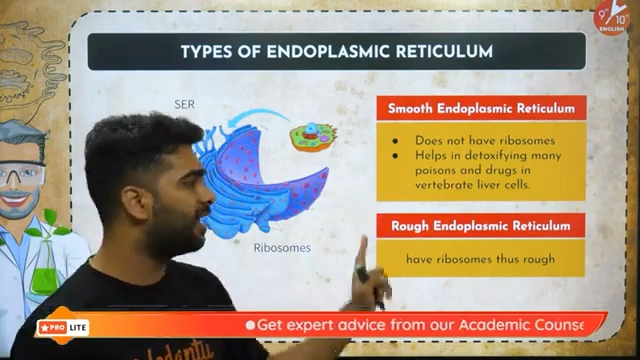 9th 10th
ENGLISH
TYPES OF ENDOPLASMIC RETICULUM
SER
Ribosomes
Smooth Endoplasmic Reticulum
● Does not have ribosomes
● Helps in detoxifying many
poisons and drugs in
vertebrate liver cells.
Rough Endoplasmic Reticulum
have ribosomes thus rough
Vedantu
PRO LITE
Get expert advice from our Academic Counse